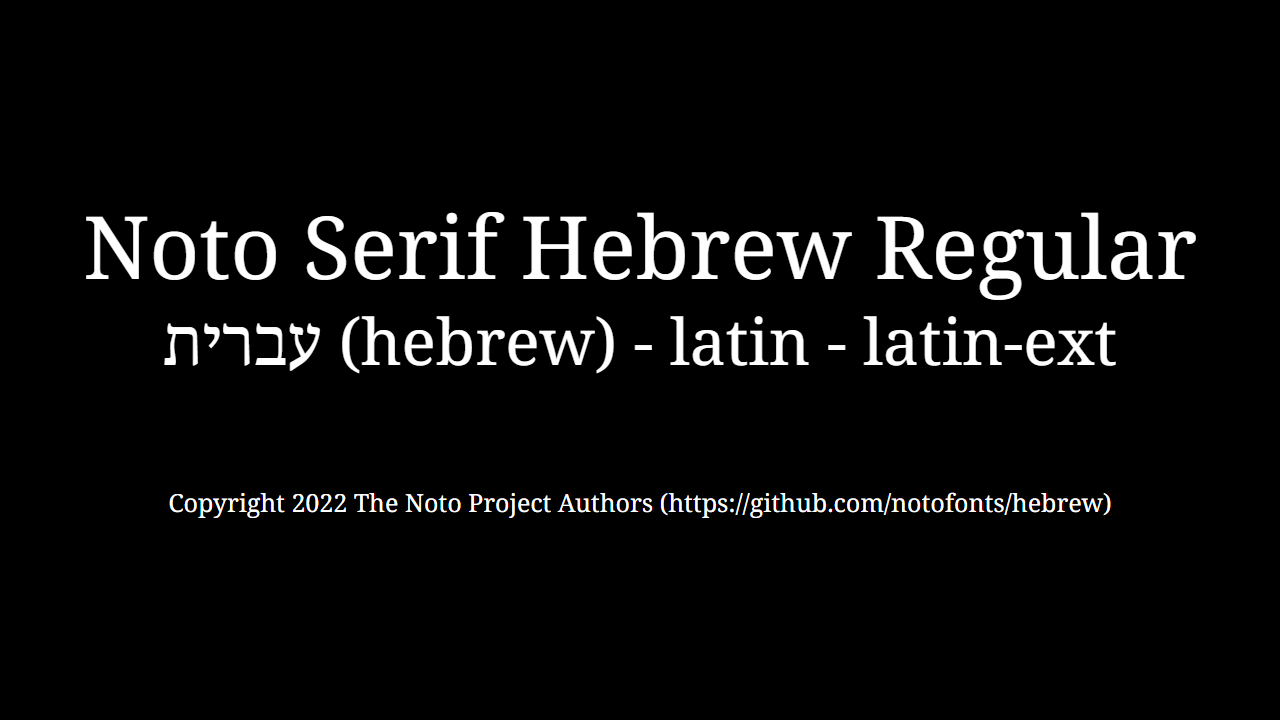 Noto Serif Hebrew Regular
עברית (hebrew) - latin - latin-ext
Copyright 2022 The Noto Project Authors (https://github.com/notofonts/hebrew)